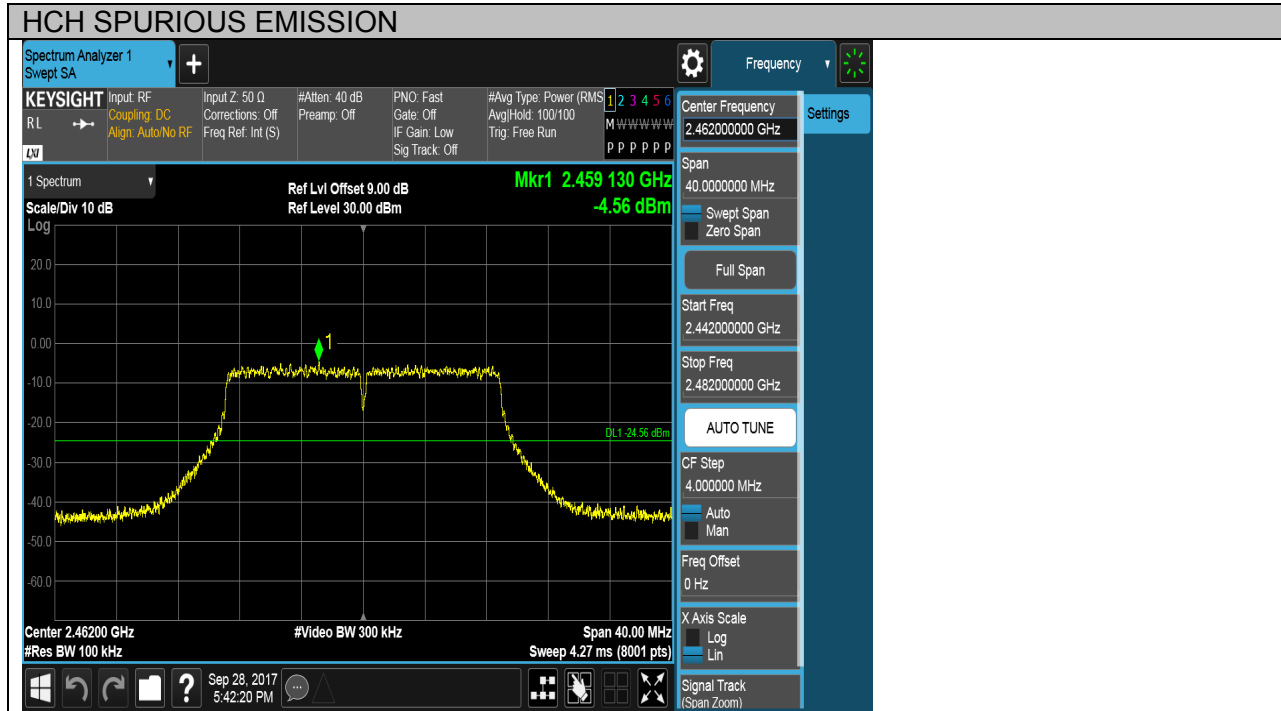 HCH SPURIOUS EMISSION
Spectrum Analyzer 1
Swept SA
+
Frequency
KEYSIGHT
RL
LXI
Input: RF
Coupling: DC
Align: Auto/No RF
Input Z: 50 Ω
Corrections: Off
Freq Ref: Int (S)
#Atten: 40 dB
Preamp: Off
PNO: Fast
Gate: Off
IF Gain: Low
Sig Track: Off
#Avg Type: Power (RMS
Avg|Hold: 100/100
Trig: Free Run
1 2 3 4 5 6
M W W W W W
P P P P P P
1 Spectrum
Scale/Div 10 dB
Ref Lvl Offset 9.00 dB
Ref Level 30.00 dBm
Mkr1 2.459 130 GHz
-4.56 dBm
Log
20.0
10.0
0.00
-10.0
-20.0
-30.0
-40.0
-50.0
-60.0
1
DL1 -24.56 dBm
Center 2.46200 GHz
#Res BW 100 kHz
#Video BW 300 kHz
Span 40.00 MHz
Sweep 4.27 ms (8001 pts)
Sep 28, 2017
5:42:20 PM
?
Center Frequency
2.462000000 GHz
Span
40.0000000 MHz
Swept Span
Zero Span
Full Span
Start Freq
2.442000000 GHz
Stop Freq
2.482000000 GHz
AUTO TUNE
CF Step
4.000000 MHz
Auto
Man
Freq Offset
0 Hz
X Axis Scale
Log
Lin
Signal Track
(Span Zoom)
Settings